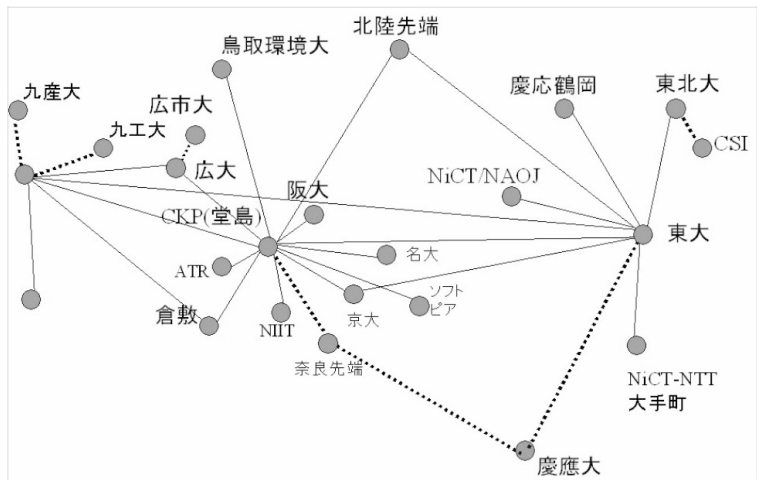 北陸先端
鳥取環境大
慶応鶴岡
東北大
九産大
広市大
九工大
CSI
広大
NiCT/NAOJ
阪大
CKP(堂島)
東大
名大
ATR
ソフト
ピア
倉敷
NIIT
京大
奈良先端
NiCT-NTT
大手町
慶應大